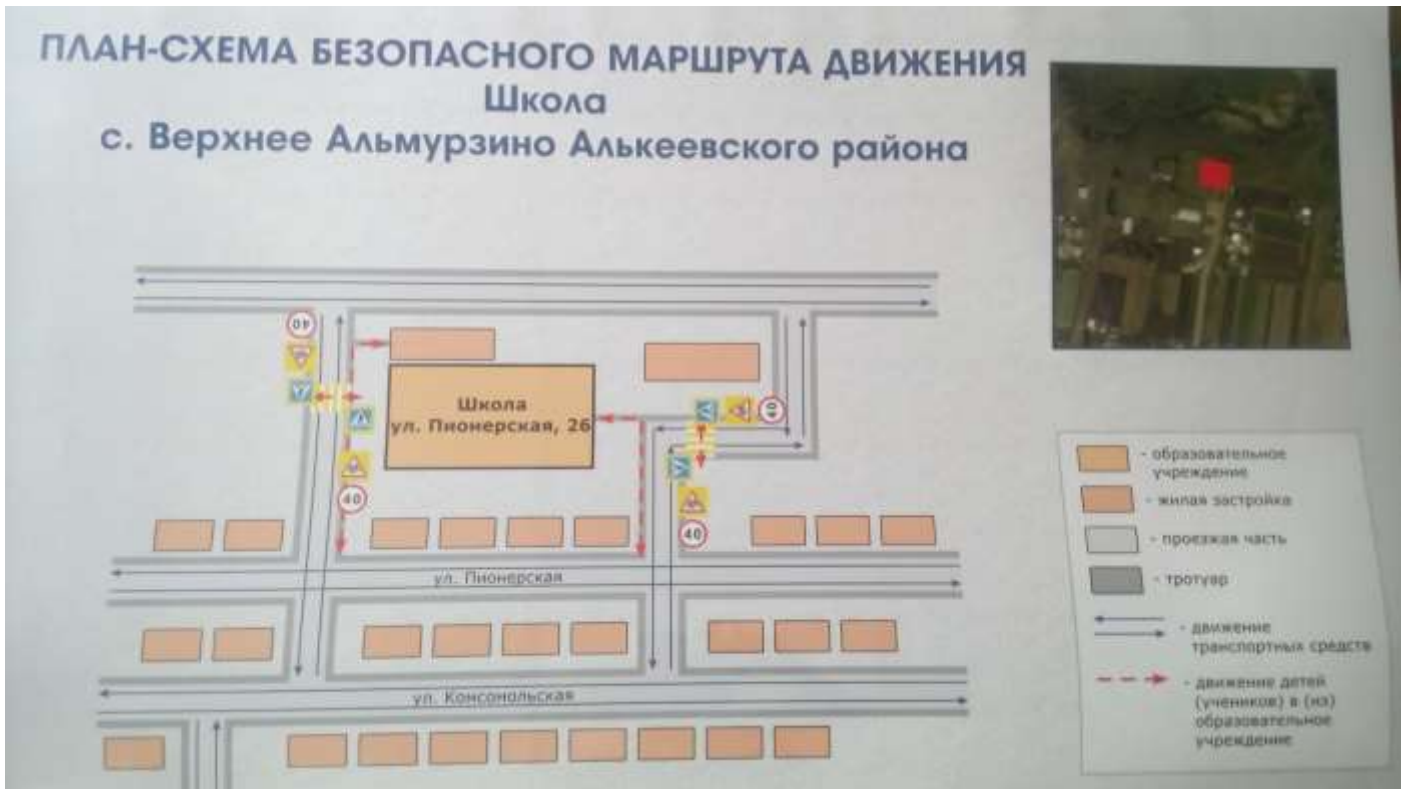 ПЛАН-СХЕМА БЕЗОПАСНОГО МАРШРУТА ДВИЖЕНИЯ
Школа
с. Верхнее Альмурзино Алькеевского района
40
40
Школа
ул. Пионерская, 26
40
40
ул. Пионерская
ул. Консонольская
- образовательное
учреждение
- жилая застройка
- проезжая часть
- тротуар
- движение
транспортных средств
- движение детей
(учеников) в (из)
образовательное
учреждение